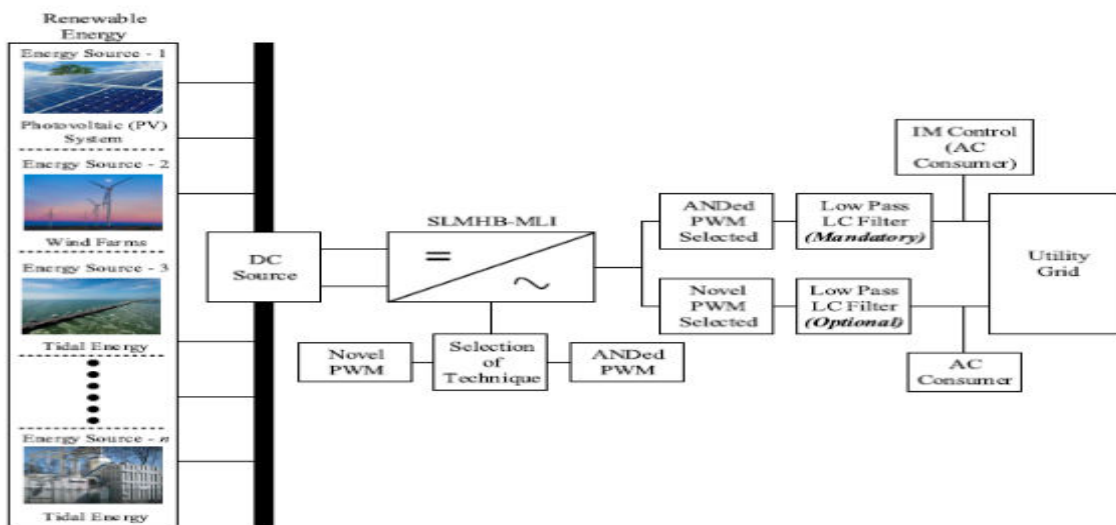 Renewable
Energy
Energy Source - 1
Photovoltaic (PV)
System
Energy Source - 2
Wind Farms
Energy Source - 3
Tidal Energy
Energy Source - n
Tidal Energy
DC
Source
SLMHB-MLI
=
~
Novel
PWM
Selection
of
Technique
ANDed
PWM
ANDed
PWM
Selected
Low Pass
LC Filter
(Mandatory)
Novel
PWM
Selected
Low Pass
LC Filter
(Optional)
IM Control
(AC
Consumer)
AC
Consumer
Utility
Grid